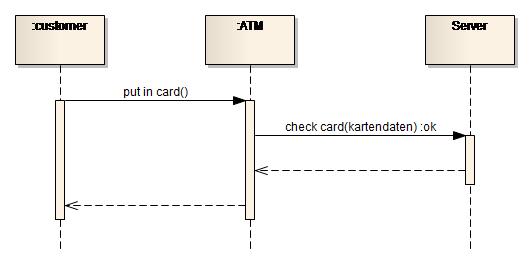 :customer
:ATM
Server
put in card()
check card(kartendaten) :ok